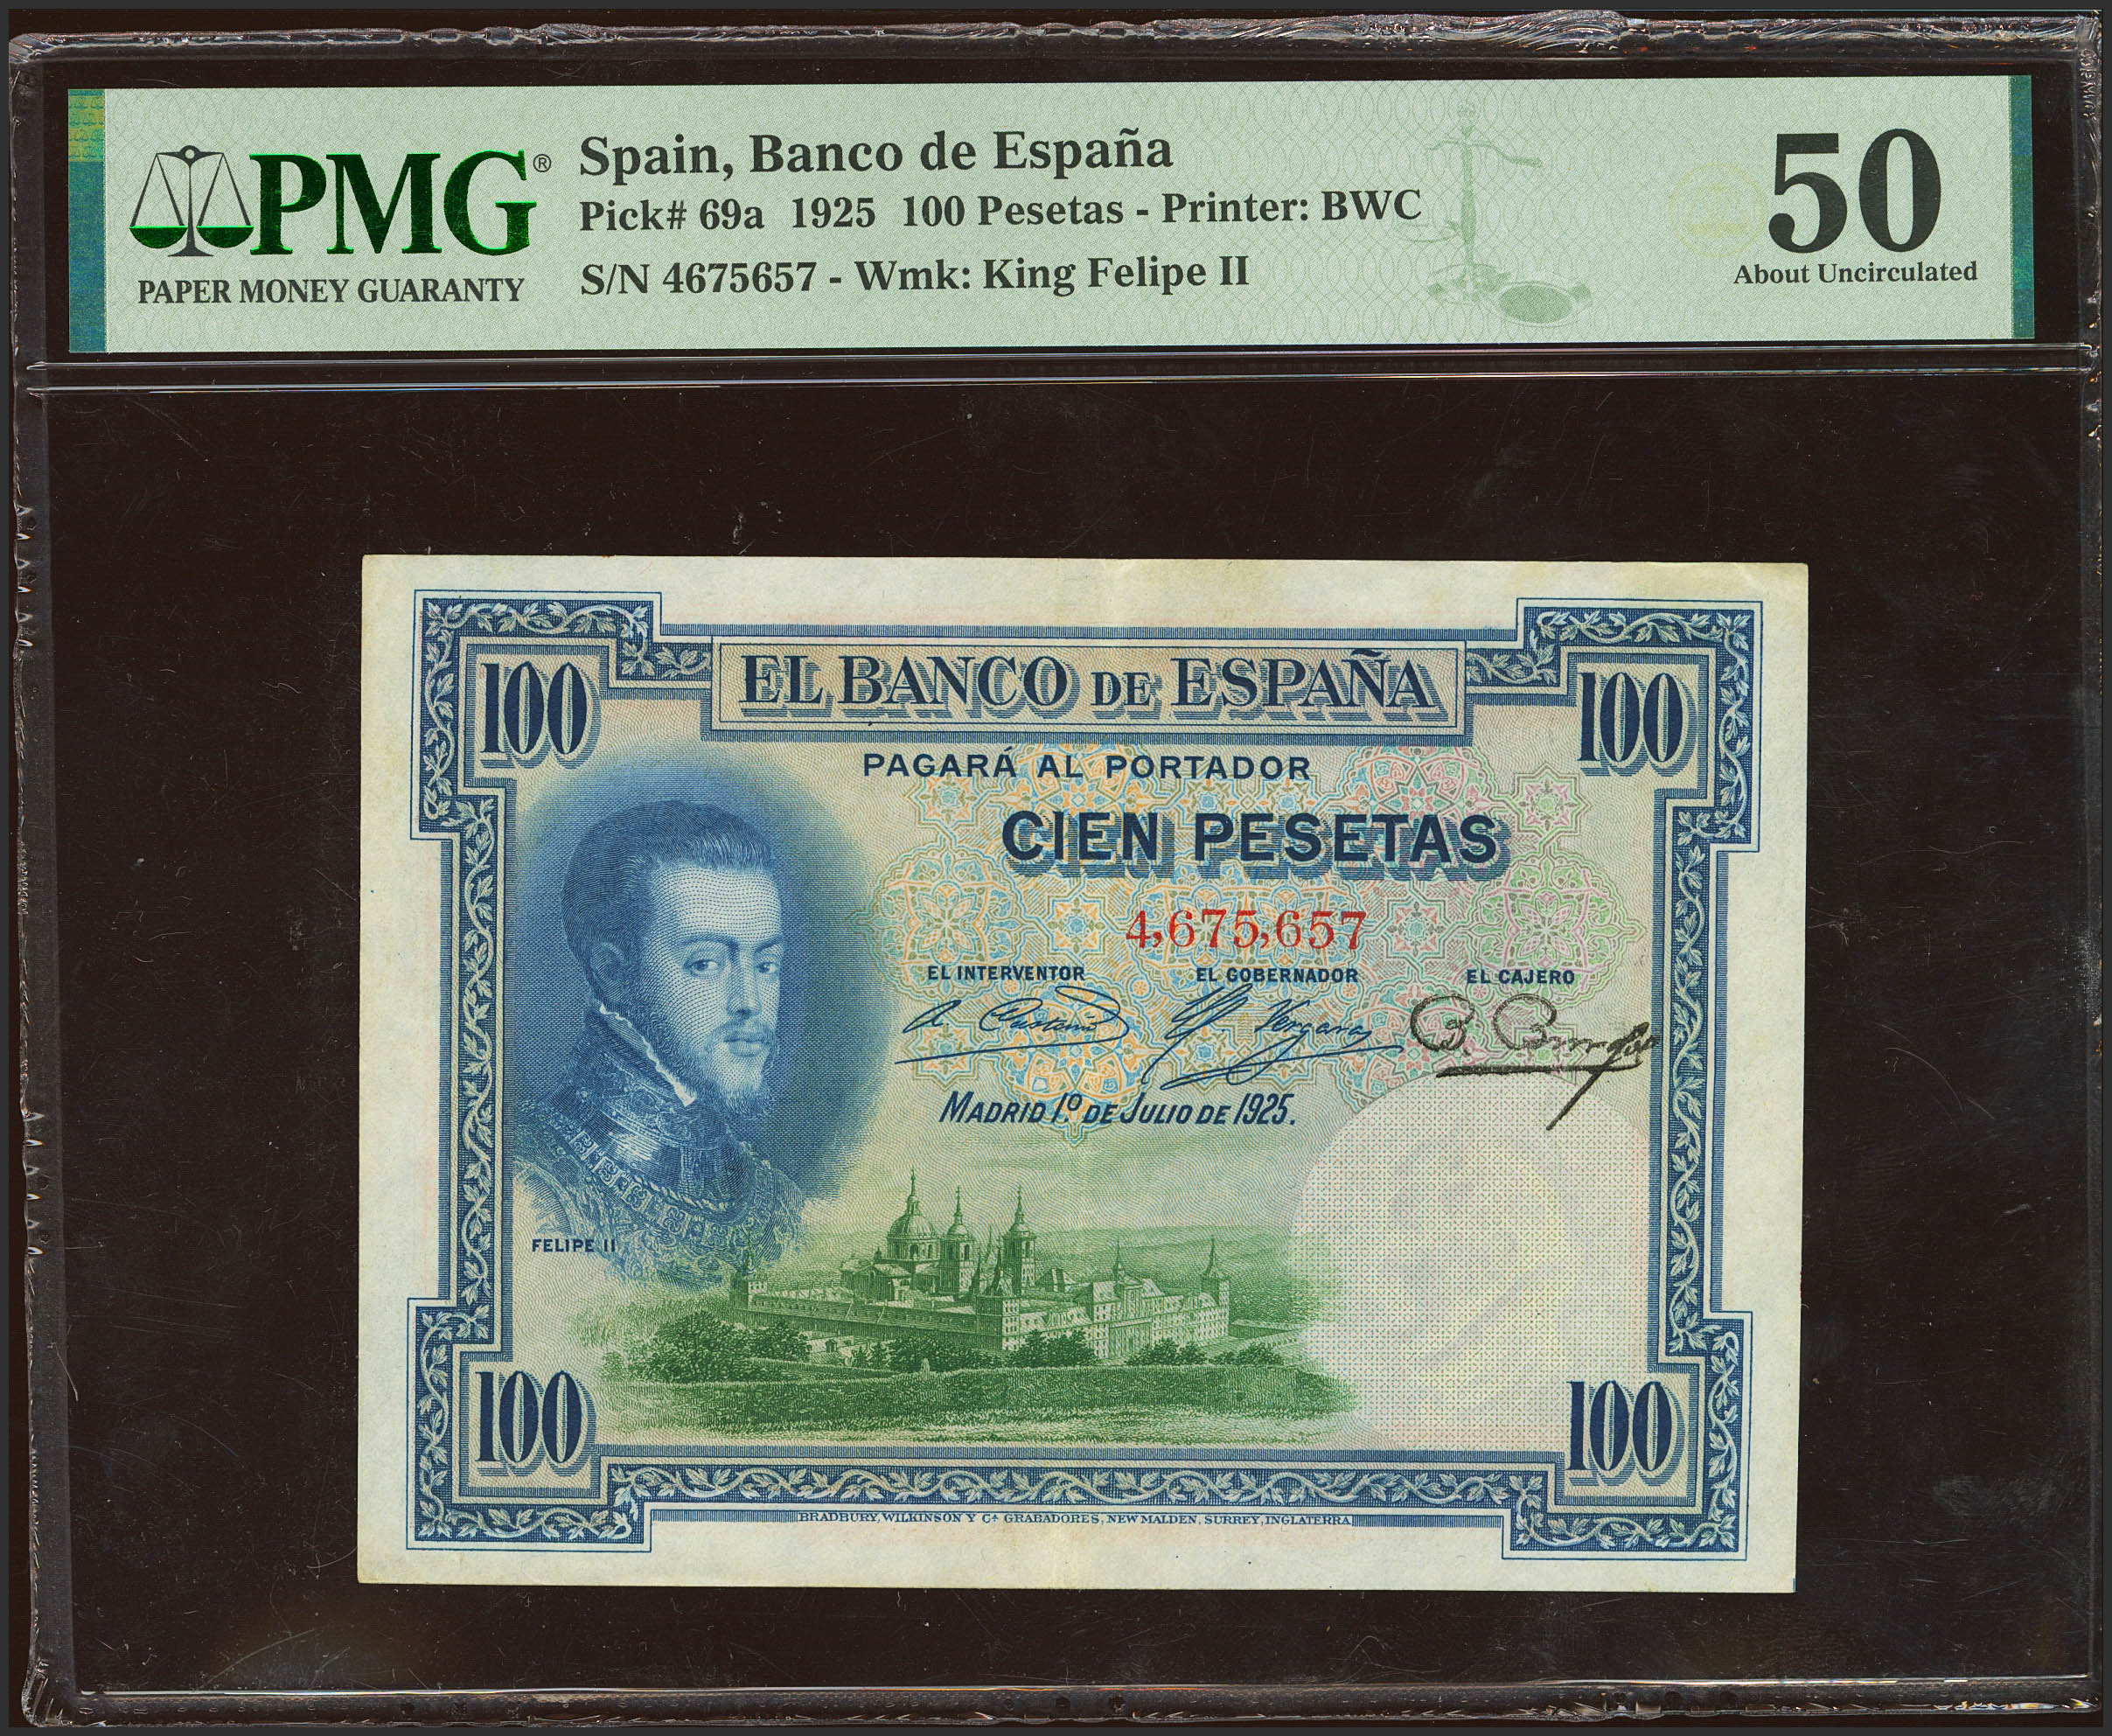 PMG®
PAPER MONEY GUARANTY
Spain, Banco de España
Pick# 69a 1925 100 Pesetas - Printer: BWC
S/N 4675657 - Wmk: King Felipe II
50
About Uncirculated
100
EL BANCO DE ESPAÑA
100
PAGARÁ AL PORTADOR
CIEN PESETAS
4,675,657
EL INTERVENTOR
EL GOBERNADOR
EL CAJERO
MADRID 1º DE JULIO DE 1925.
FELIPE II
100
100
BRADBURY, WILKINSON Y Cª GRABADORES, NEW MALDEN, SURREY, INGLATERRA